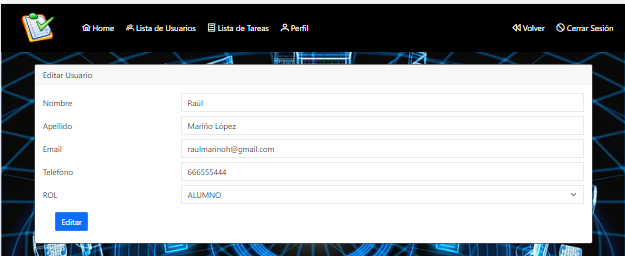 Home Lista de Usuarios Lista de Tareas Perfil Volver Cerrar Sesión
Editar Usuario
Nombre Raúl
Apellido Mariño López
Email raulmarinoh@gmail.com
Teléfono 666555444
ROL ALUMNO
Editar